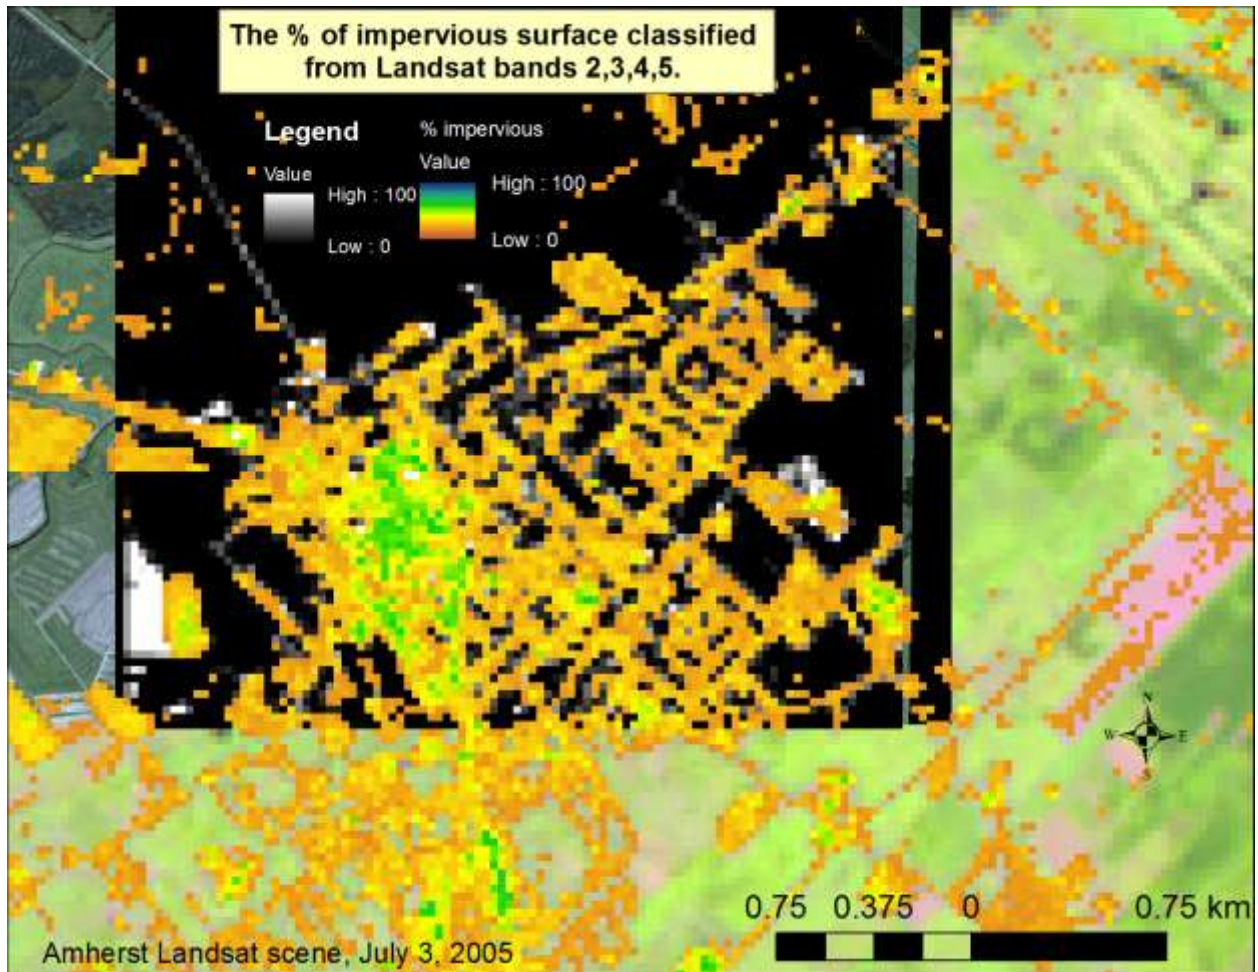 The % of impervious surface classified
from Landsat bands 2,3,4,5.
Legend
Value
High : 100
Low : 0
% impervious
Value
High : 100
Low : 0
N
W E
S
0.75 0.375 0 0.75 km
Amherst Landsat scene, July 3, 2005